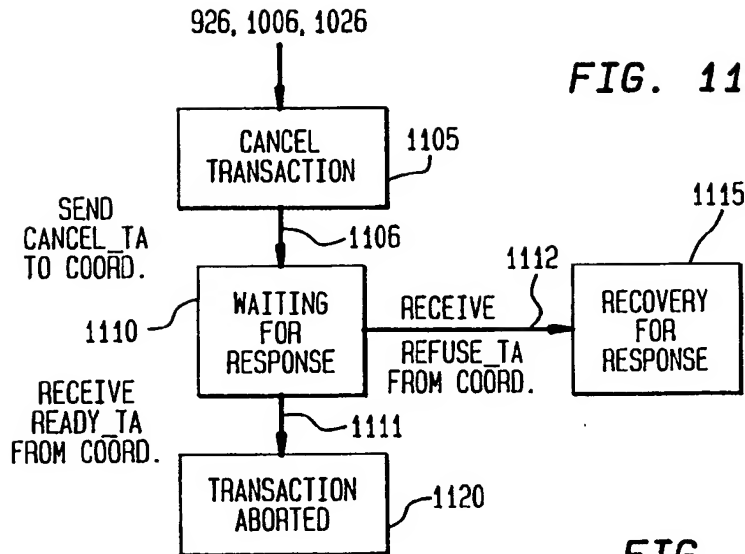 926, 1006, 1026
FIG. 11
CANCEL
TRANSACTION
1105
SEND
CANCEL_TA
TO COORD.
1106
1115
1112
1110
WAITING
FOR
RESPONSE
RECEIVE
REFUSE_TA
FROM COORD.
RECOVERY
FOR
RESPONSE
RECEIVE
READY_TA
FROM COORD.
1111
TRANSACTION
ABORTED
1120
FIG